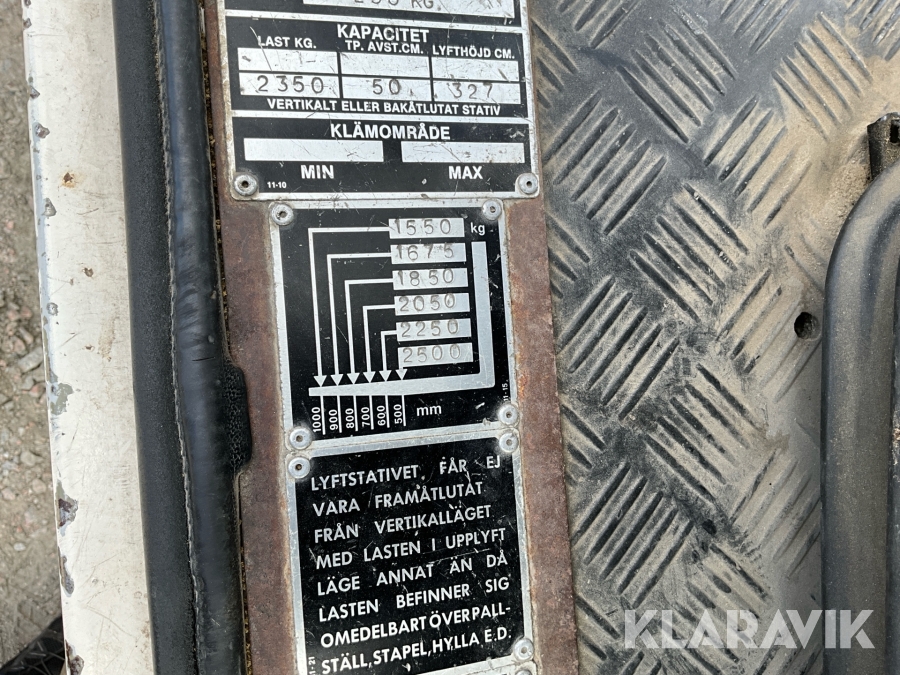 KG.
KAPACITET
LAST KG. TP. AVST.CM. LYFTHÖJD CM.
2350 50 327
VERTIKALT ELLER BAKÅTLUTAT STATIV
KLÄMOMRÅDE
MIN MAX
11-10
1550 kg
1675
1850
2050
2250
2500
1000 900 800 700 600 500 mm
11-15
LYFTSTATIVET FÅR EJ
VARA FRAMÅTLUTAT
FRÅN VERTIKALLÄGET
MED LASTEN I UPPLYFT
LÄGE ANNAT ÄN DÅ
LASTEN BEFINNER SIG
OMEDELBART ÖVER PALL-
STÄLL, STAPEL, HYLLA E.D.
KLARAVIK